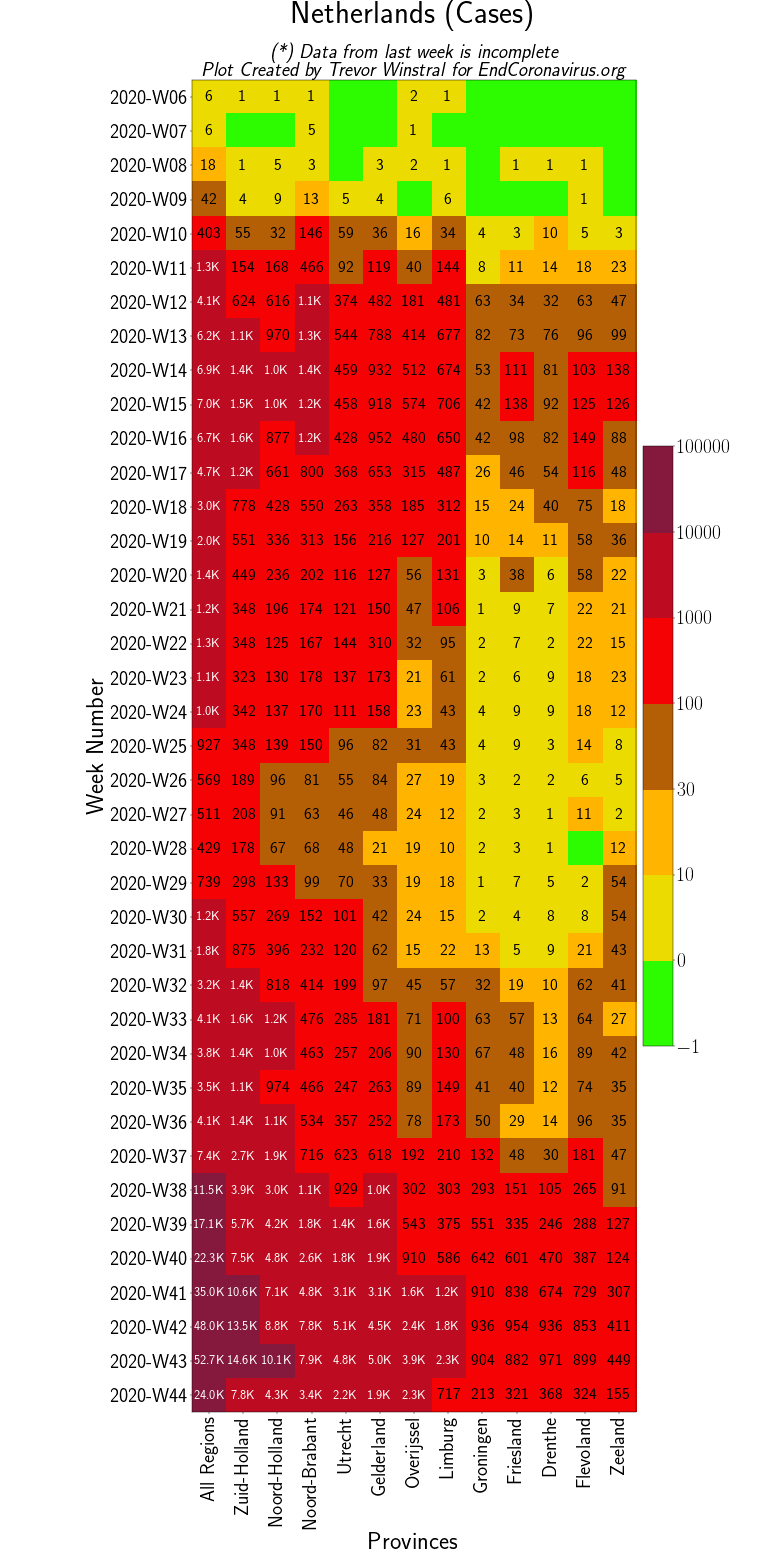 Netherlands (Cases)
(*) Data from last week is incomplete
Plot Created by Trevor Winstral for EndCoronavirus.org
2020-W06 6 1 1 1 2 1
2020-W07 6 5 1
2020-W08 18 1 5 3 3 2 1 1 1 1
2020-W09 42 4 9 13 5 4 6 1
2020-W10 403 55 32 146 59 36 16 34 4 3 10 5 3
2020-W11 1.3K 154 168 466 92 119 40 144 8 11 14 18 23
2020-W12 4.1K 624 616 1.1K 374 482 181 481 63 34 32 63 47
2020-W13 6.2K 1.1K 970 1.3K 544 788 414 677 82 73 76 96 99
2020-W14 6.9K 1.4K 1.0K 1.4K 459 932 512 674 53 111 81 103 138
2020-W15 7.0K 1.5K 1.0K 1.2K 458 918 574 706 42 138 92 125 126
2020-W16 6.7K 1.6K 877 1.2K 428 952 480 650 42 98 82 149 88
2020-W17 4.7K 1.2K 661 800 368 653 315 487 26 46 54 116 48
2020-W18 3.0K 778 428 550 263 358 185 312 15 24 40 75 18
2020-W19 2.0K 551 336 313 156 216 127 201 10 14 11 58 36
2020-W20 1.4K 449 236 202 116 127 56 131 3 38 6 58 22
2020-W21 1.2K 348 196 174 121 150 47 106 1 9 7 22 21
2020-W22 1.3K 348 125 167 144 310 32 95 2 7 2 22 15
2020-W23 1.1K 323 130 178 137 173 21 61 2 6 9 18 23
2020-W24 1.0K 342 137 170 111 158 23 43 4 9 9 18 12
2020-W25 927 348 139 150 96 82 31 43 4 9 3 14 8
2020-W26 569 189 96 81 55 84 27 19 3 2 2 6 5
2020-W27 511 208 91 63 46 48 24 12 2 3 1 11 2
2020-W28 429 178 67 68 48 21 19 10 2 3 1 12
2020-W29 739 298 133 99 70 33 19 18 1 7 5 2 54
2020-W30 1.2K 557 269 152 101 42 24 15 2 4 8 8 54
2020-W31 1.8K 875 396 232 120 62 15 22 13 5 9 21 43
2020-W32 3.2K 1.4K 818 414 199 97 45 57 32 19 10 62 41
2020-W33 4.1K 1.6K 1.2K 476 285 181 71 100 63 57 13 64 27
2020-W34 3.8K 1.4K 1.0K 463 257 206 90 130 67 48 16 89 42
2020-W35 3.5K 1.1K 974 466 247 263 89 149 41 40 12 74 35
2020-W36 4.1K 1.4K 1.1K 534 357 252 78 173 50 29 14 96 35
2020-W37 7.4K 2.7K 1.9K 716 623 618 192 210 132 48 30 181 47
2020-W38 11.5K 3.9K 3.0K 1.1K 929 1.0K 302 303 293 151 105 265 91
2020-W39 17.1K 5.7K 4.2K 1.8K 1.4K 1.6K 543 375 551 335 246 288 127
2020-W40 22.3K 7.5K 4.8K 2.6K 1.8K 1.9K 910 586 642 601 470 387 124
2020-W41 35.0K 10.6K 7.1K 4.8K 3.1K 3.1K 1.6K 1.2K 910 838 674 729 307
2020-W42 48.0K 13.5K 8.8K 7.8K 5.1K 4.5K 2.4K 1.8K 936 954 936 853 411
2020-W43 52.7K 14.6K 10.1K 7.9K 4.8K 5.0K 3.9K 2.3K 904 882 971 899 449
2020-W44 24.0K 7.8K 4.3K 3.4K 2.2K 1.9K 2.3K 717 213 321 368 324 155
Week Number
All Regions
Zuid-Holland
Noord-Holland
Noord-Brabant
Utrecht
Gelderland
Overijssel
Limburg
Groningen
Friesland
Drenthe
Flevoland
Zeeland
Provinces
100000
10000
1000
100
30
10
0
−1